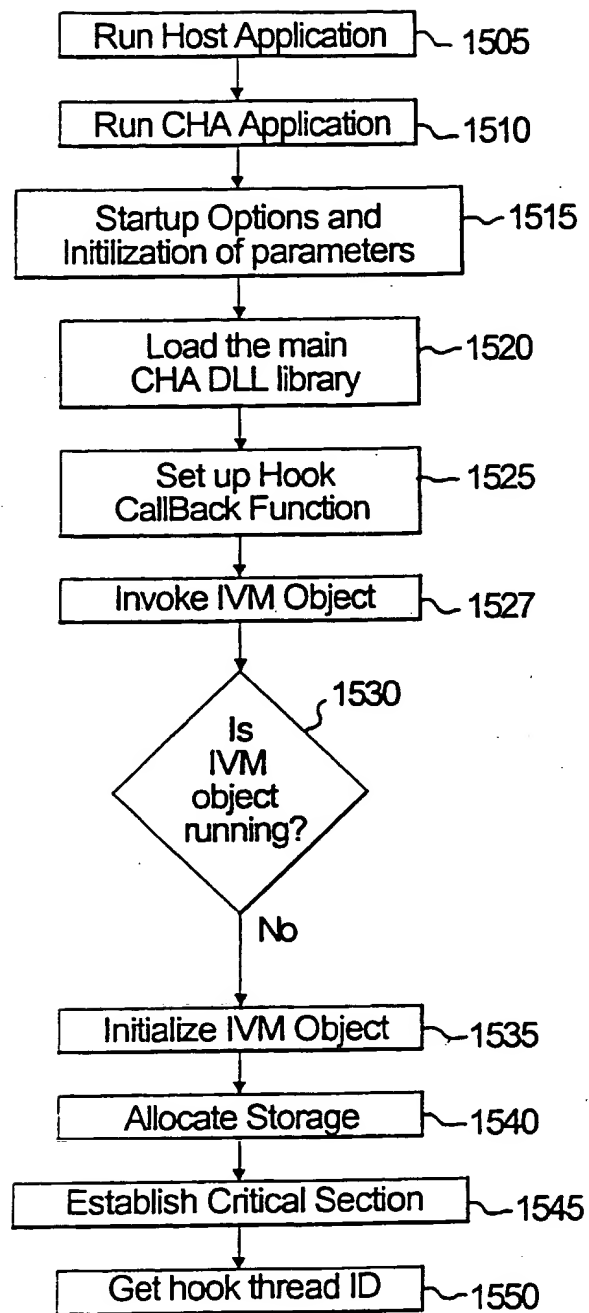 Run Host Application
1505
Run CHA Application
1510
Startup Options and
Initilization of parameters
1515
Load the main
CHA DLL library
1520
Set up Hook
CallBack Function
1525
Invoke IVM Object
1527
1530
Is
IVM
object
running?
No
Initialize IVM Object
1535
Allocate Storage
1540
Establish Critical Section
1545
Get hook thread ID
1550